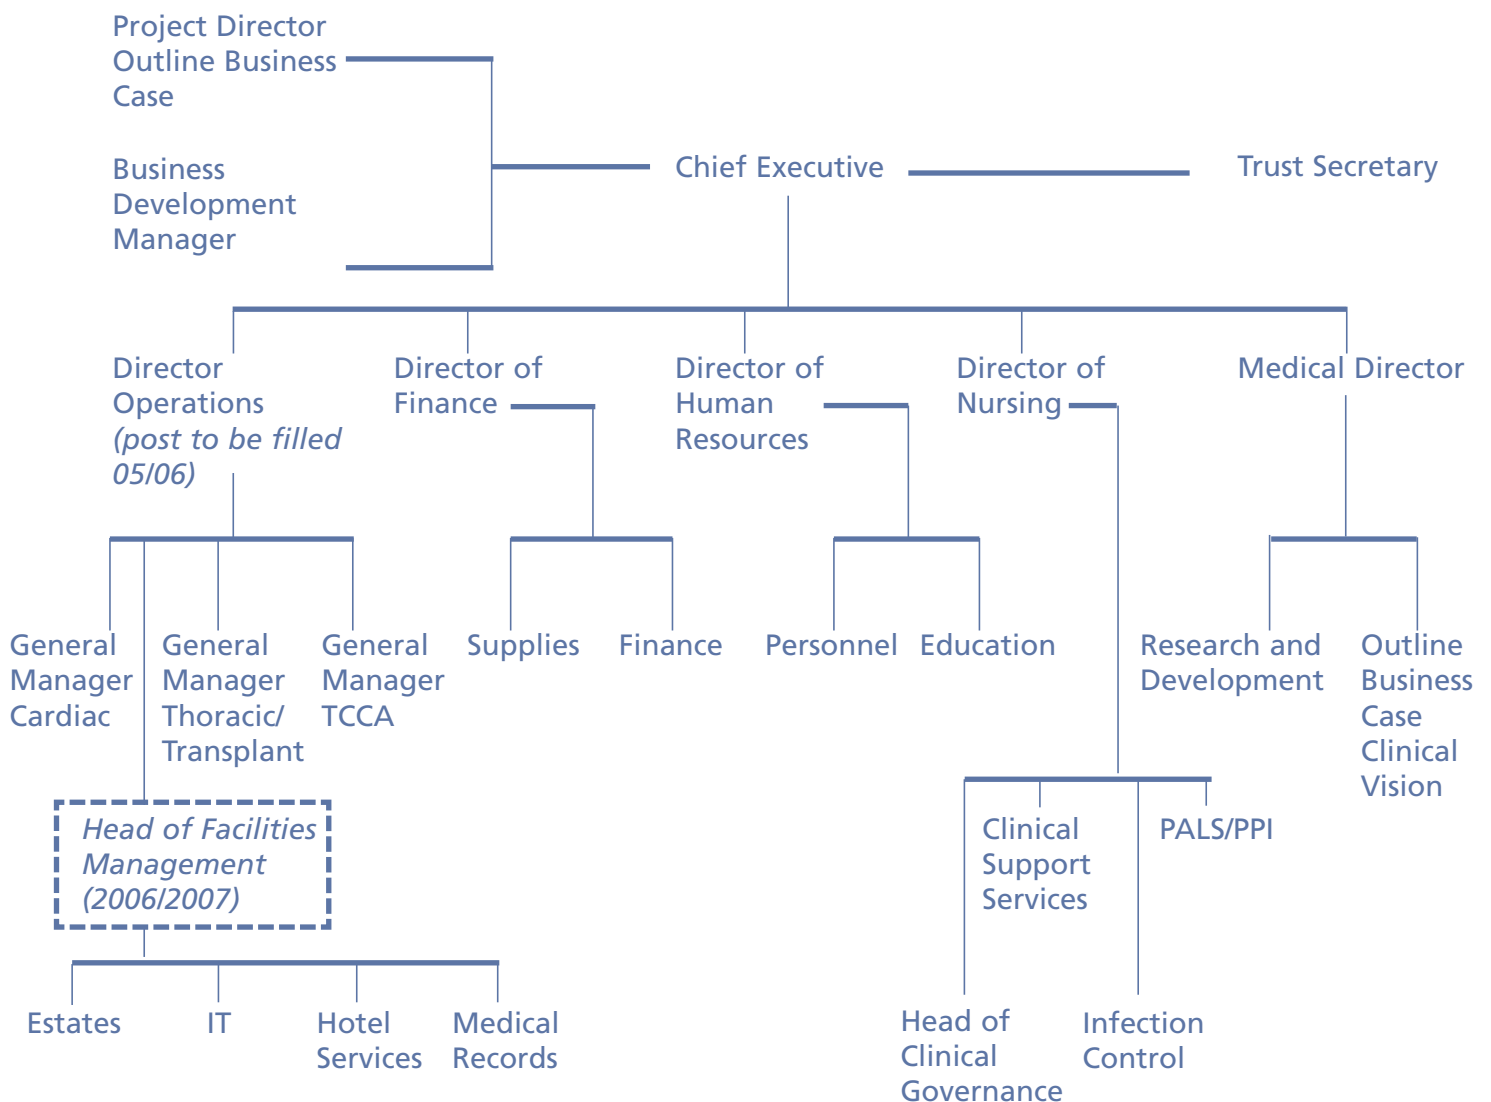 Project Director
Outline Business
Case
Business
Development
Manager
Chief Executive
Trust Secretary
Director
Operations
(post to be filled
05/06)
Director of
Finance
Director of
Human
Resources
Director of
Nursing
Medical Director
General
Manager
Cardiac
General
Manager
Thoracic/
Transplant
General
Manager
TCCA
Supplies
Finance
Personnel
Education
Research and
Development
Outline
Business
Case
Clinical
Vision
Head of Facilities
Management
(2006/2007)
Clinical
Support
Services
PALS/PPI
Estates
IT
Hotel
Services
Medical
Records
Head of
Clinical
Governance
Infection
Control